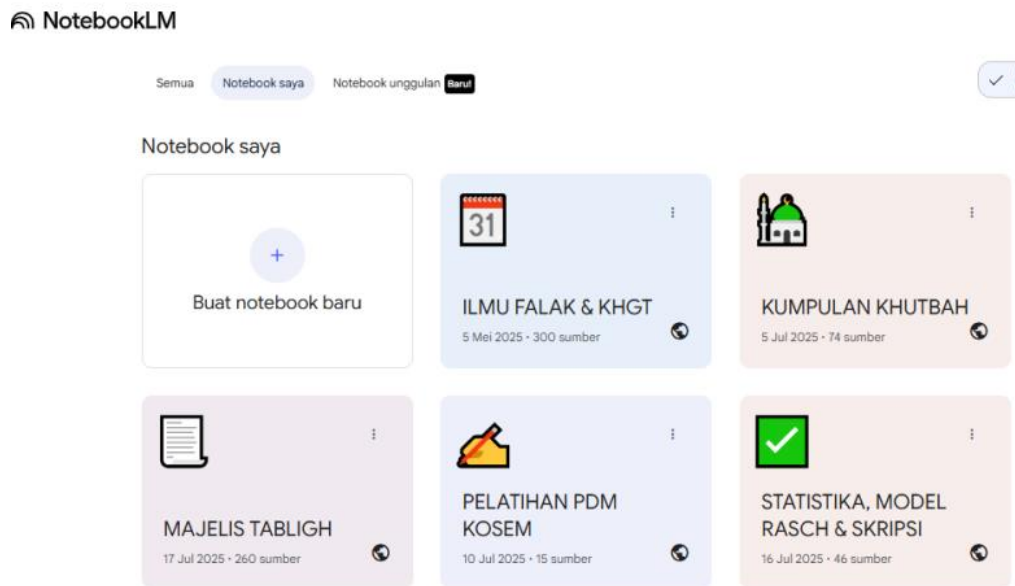 NotebookLM
Semua Notebook saya Notebook unggulan Baru!
Notebook saya
Buat notebook baru
31
ILMU FALAK & KHGT
5 Mei 2025 · 300 sumber
KUMPULAN KHUTBAH
5 Jul 2025 · 74 sumber
MAJELIS TABLIGH
17 Jul 2025 · 260 sumber
PELATIHAN PDM
KOSEM
10 Jul 2025 · 15 sumber
STATISTIKA, MODEL
RASCH & SKRIPSI
16 Jul 2025 · 46 sumber